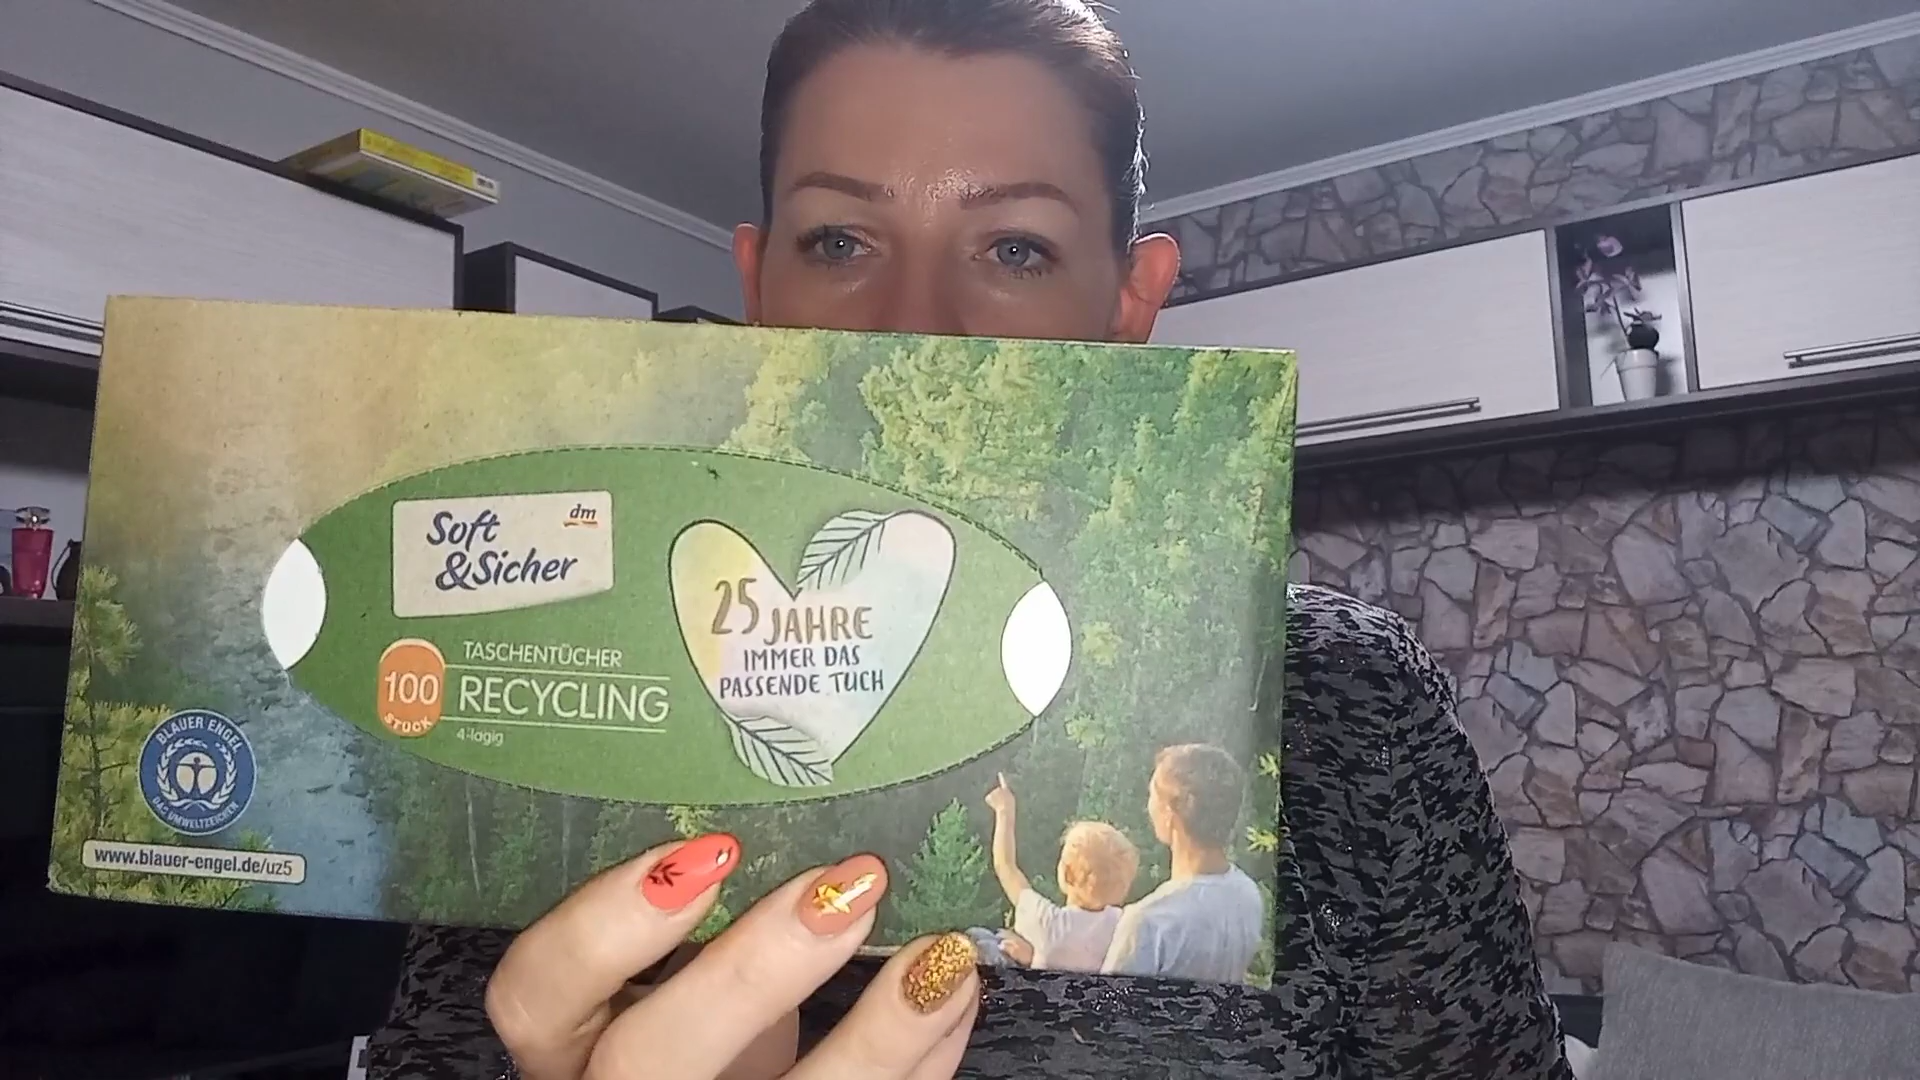 Soft
&Sicher
dm
25 JAHRE
IMMER DAS
PASSENDE TUCH
TASCHENTÜCHER
RECYCLING
4-lagig
100
STÜCK
BLAUER ENGEL
DAS UMWELTZEICHEN
www.blauer-engel.de/uz5